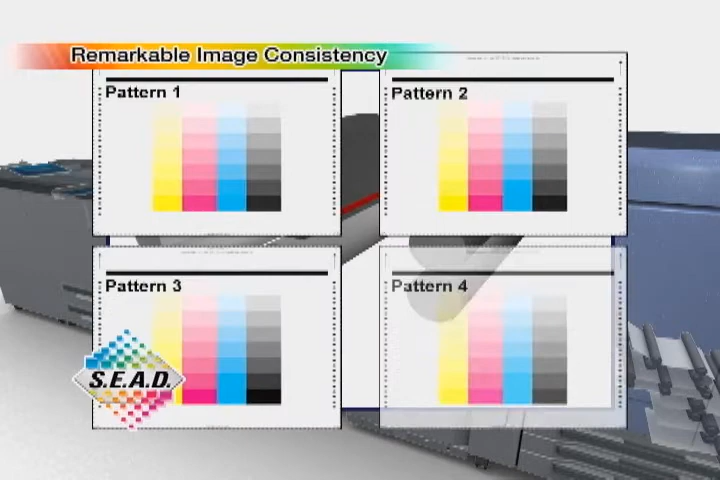 Remarkable Image Consistency
Pattern 1
Pattern 2
Pattern 3
Pattern 4
S.E.A.D.